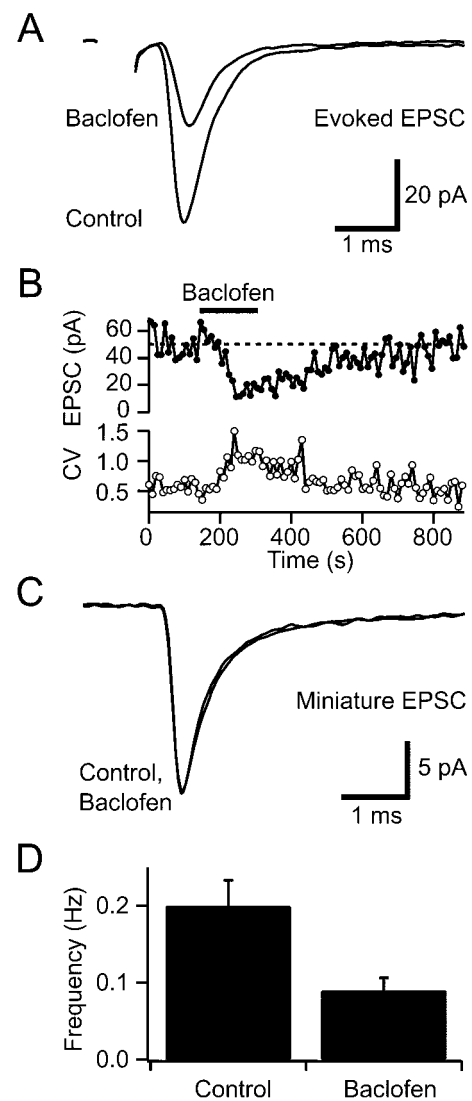 A
Baclofen
Evoked EPSC
Control
20 pA
1 ms
B
Baclofen
EPSC (pA)
60
40
20
0
CV
1.5
1.0
0.5
0
200
400
600
800
Time (s)
C
Miniature EPSC
Control,
Baclofen
5 pA
1 ms
D
Frequency (Hz)
0.2
0.1
0.0
Control
Baclofen